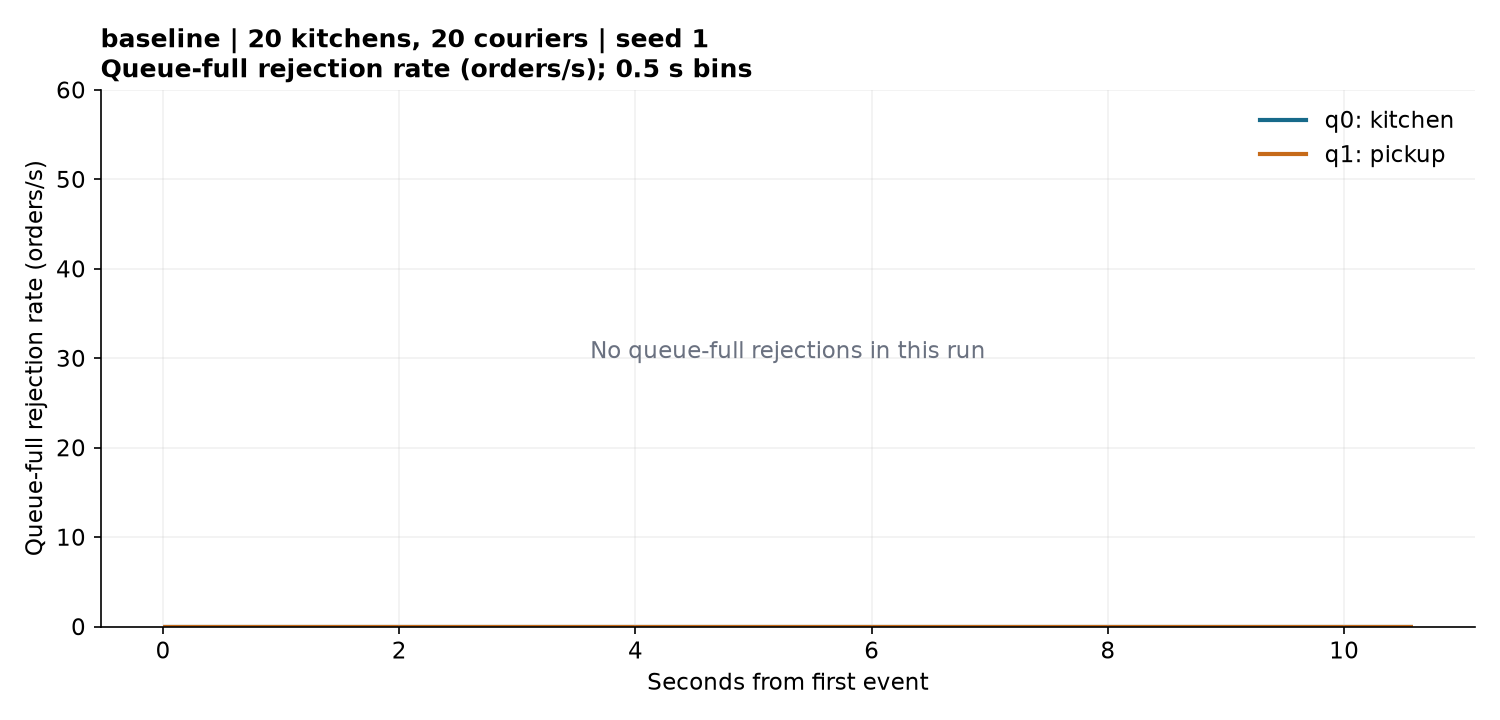 baseline | 20 kitchens, 20 couriers | seed 1
Queue-full rejection rate (orders/s); 0.5 s bins
q0: kitchen
q1: pickup
Queue-full rejection rate (orders/s)
60
50
40
30
20
10
0
No queue-full rejections in this run
0 2 4 6 8 10
Seconds from first event